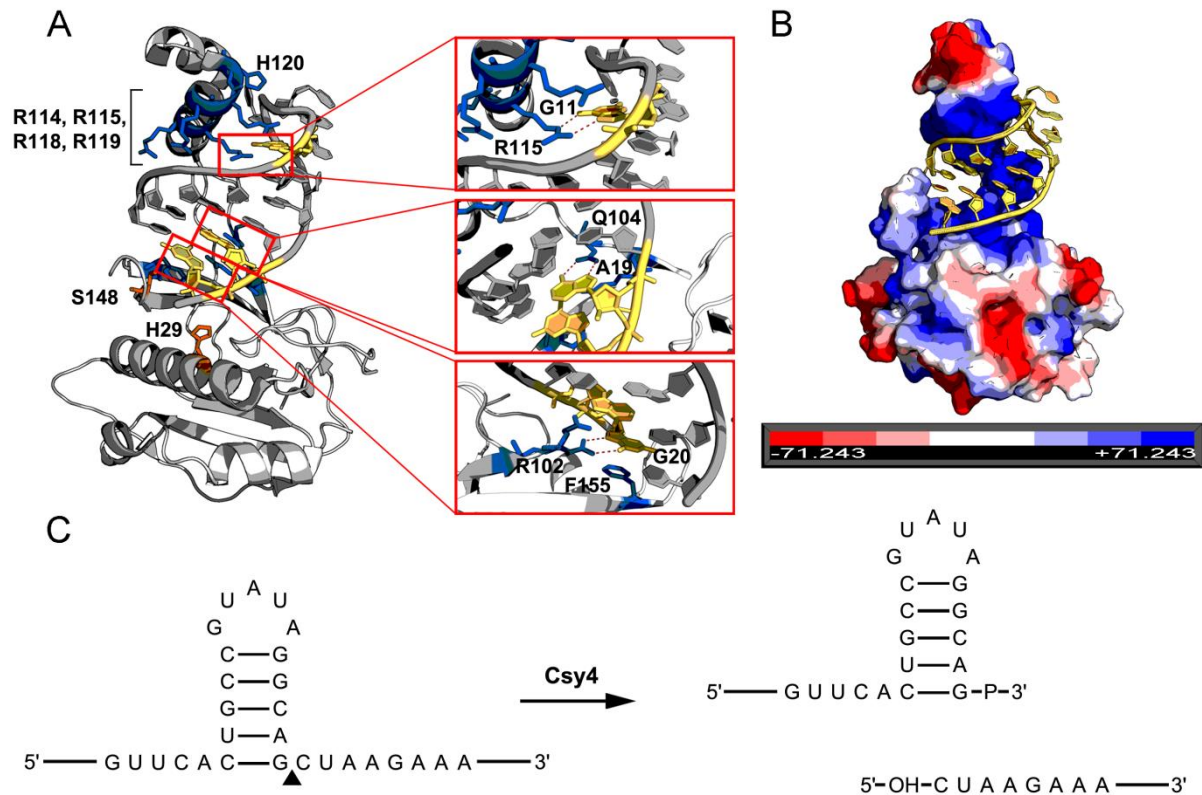 A
B
H120
R114, R115,
R118, R119
G11
R115
Q104
A19
S148
H29
R102
G20
F155
-71.243 +71.243
C
U A U
G A
C G
C G
G C
U A
5' G U U C A C G C U A A G A A A 3'
Csy4
U A U
G A
C G
C G
G C
U A
5' G U U C A C G-P-3'
5'-OH-C U A A G A A A 3'